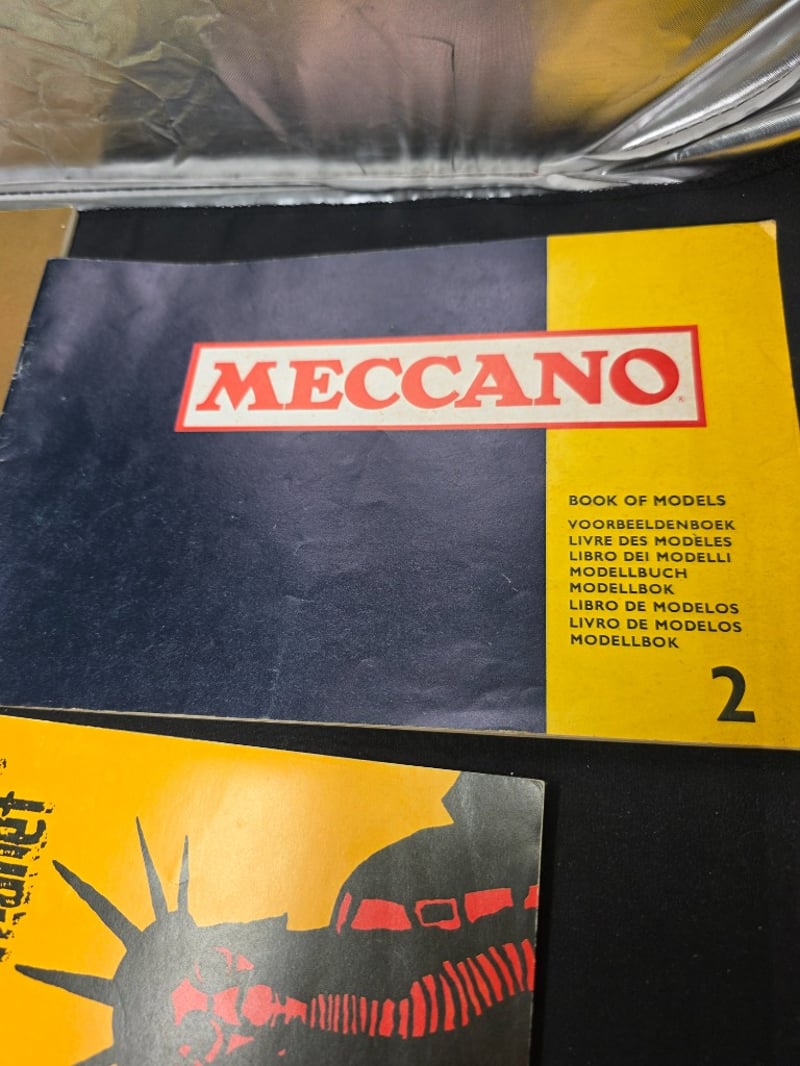 MECCANO
BOOK OF MODELS
VOORBEELDENBOEK
LIVRE DES MODELES
LIBRO DEI MODELLI
MODELLBUCH
MODELLBOK
LIBRO DE MODELOS
LIVRO DE MODELOS
MODELLBOK
2